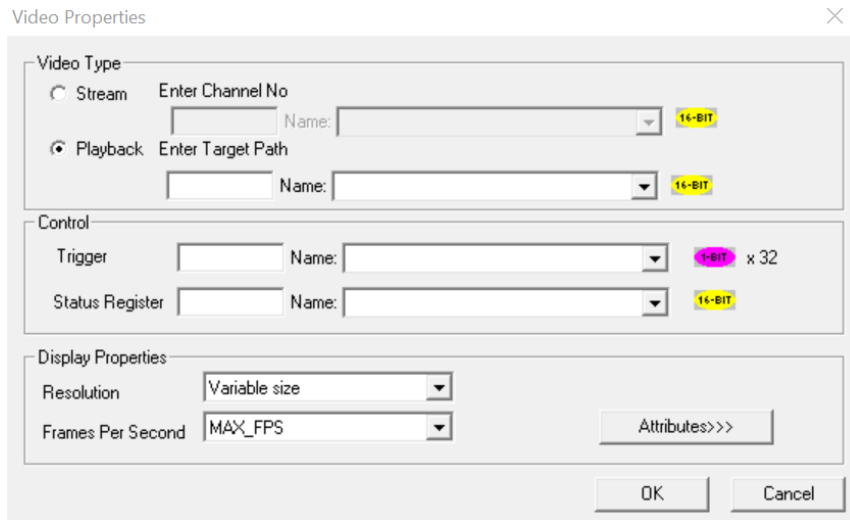 Video Properties
Video Type
Stream Enter Channel No
Name: 16-BIT
Playback Enter Target Path
Name: 16-BIT
Control
Trigger Name: 1-BIT x 32
Status Register Name: 16-BIT
Display Properties
Resolution Variable size
Frames Per Second MAX_FPS Attributes>>>
OK Cancel